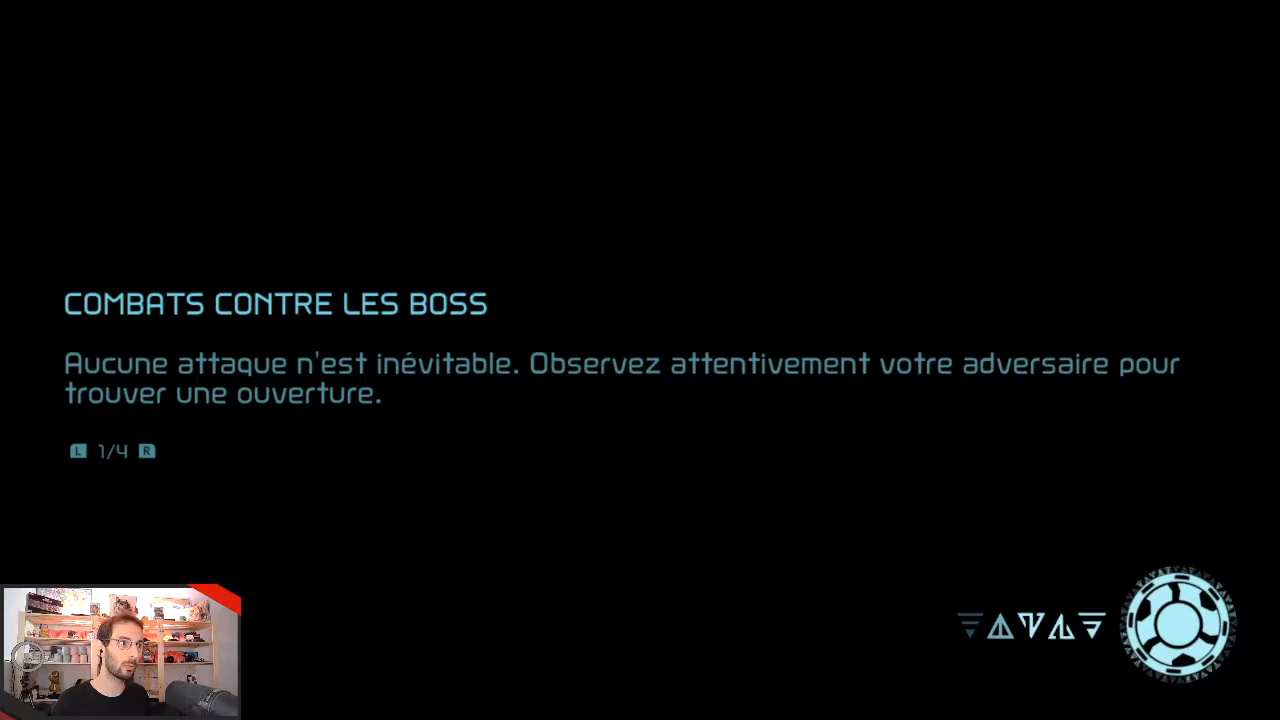 COMBATS CONTRE LES BOSS
Aucune attaque n'est inévitable. Observez attentivement votre adversaire pour
trouver une ouverture.
L 1/4 R